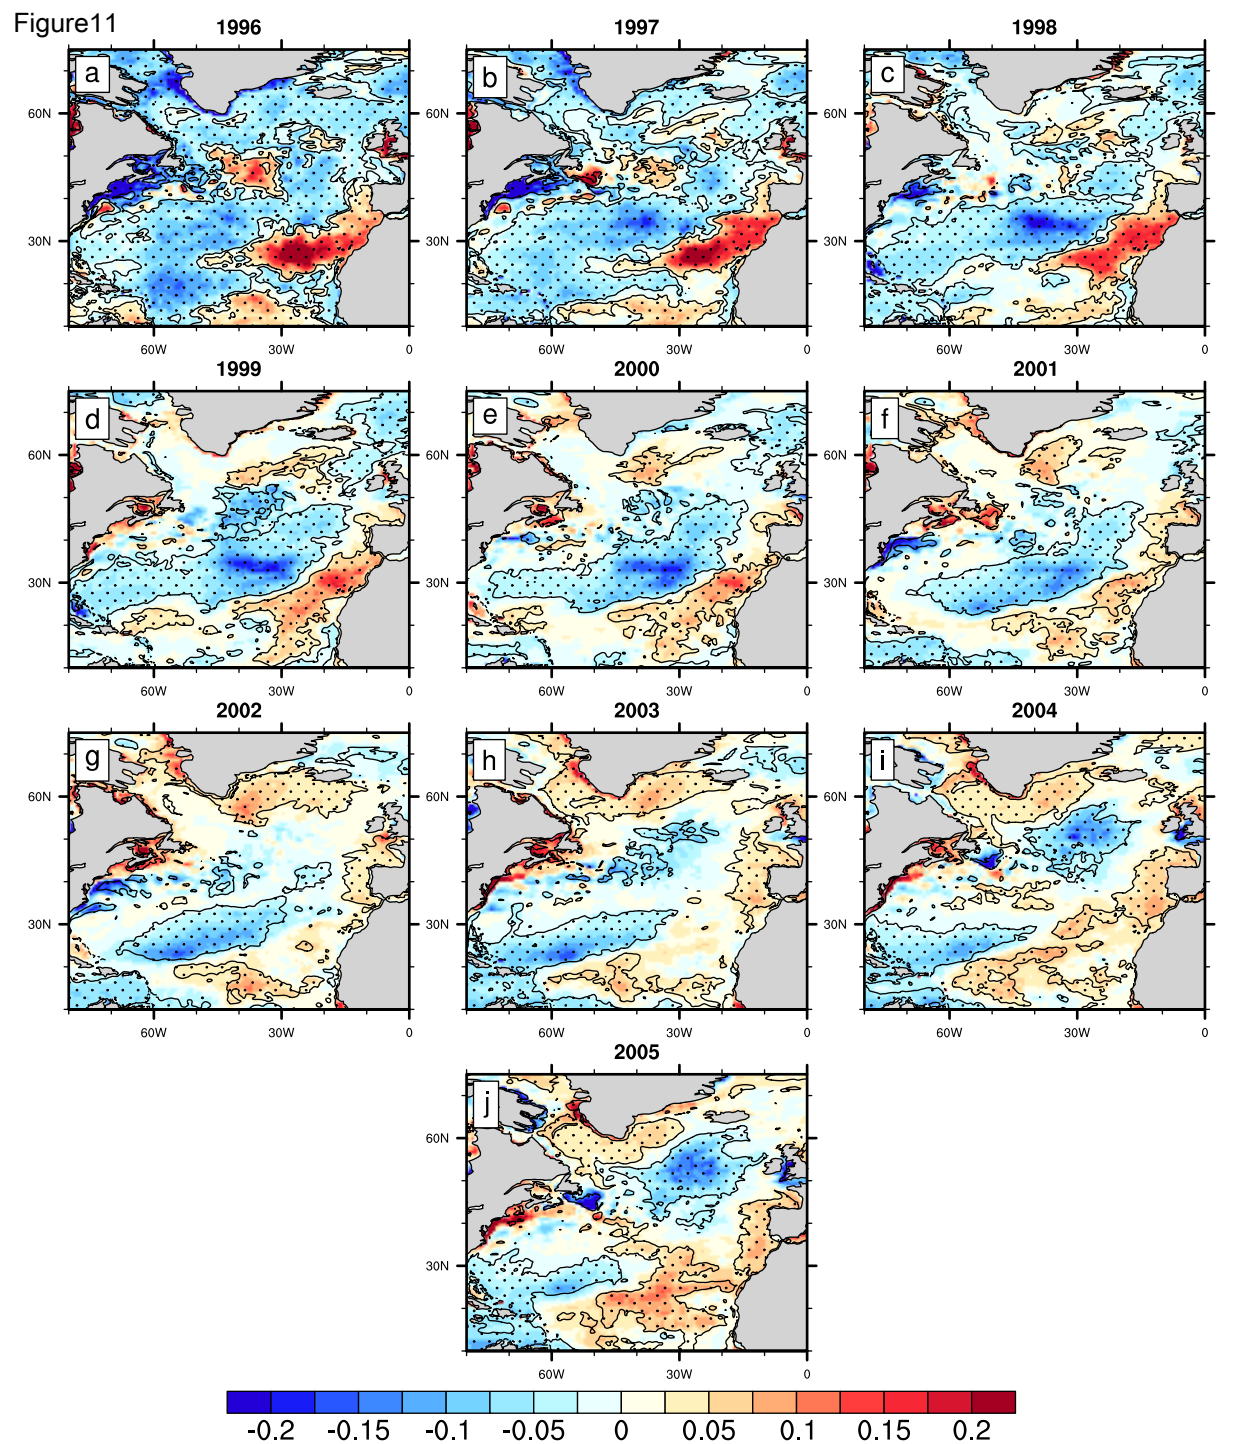 Figure11
1996 1997 1998
a b c
60N 60N 60N
30N 30N 30N
60W 30W 0 60W 30W 0 60W 30W 0
1999 2000 2001
d e f
60N 60N 60N
30N 30N 30N
60W 30W 0 60W 30W 0 60W 30W 0
2002 2003 2004
g h i
60N 60N 60N
30N 30N 30N
60W 30W 0 60W 30W 0 60W 30W 0
2005
j
60N
30N
60W 30W 0
-0.2 -0.15 -0.1 -0.05 0 0.05 0.1 0.15 0.2